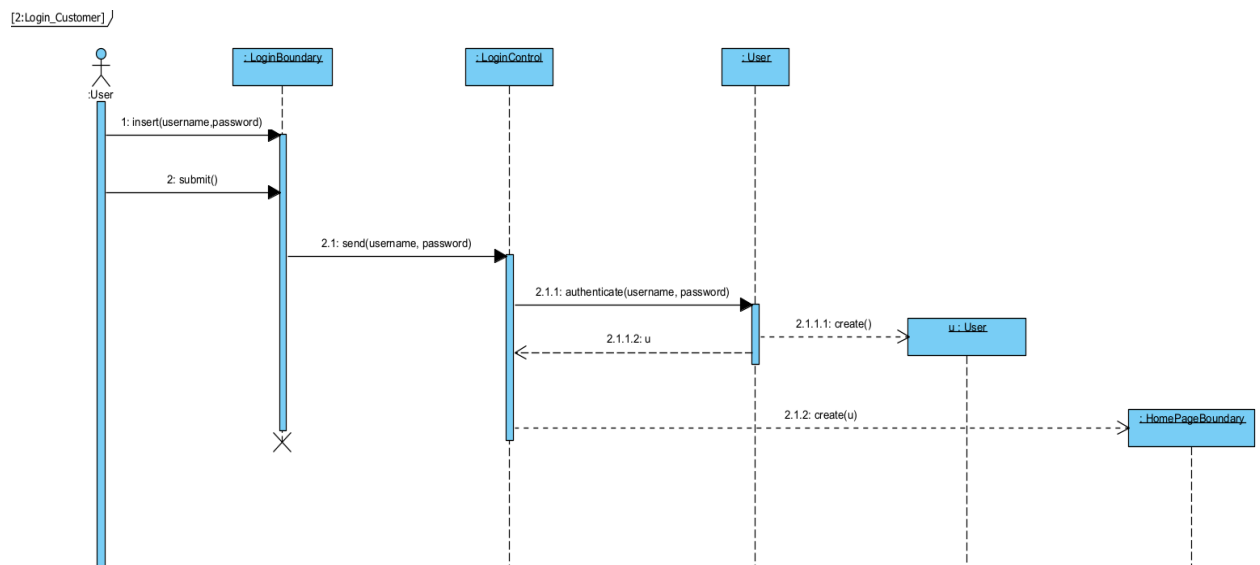 [2:Login_Customer]
: LoginBoundary
: LoginControl
: User
:User
1: insert(username,password)
2: submit()
2.1: send(username, password)
2.1.1: authenticate(username, password)
2.1.1.1: create()
u : User
2.1.1.2: u
2.1.2: create(u)
: HomePageBoundary